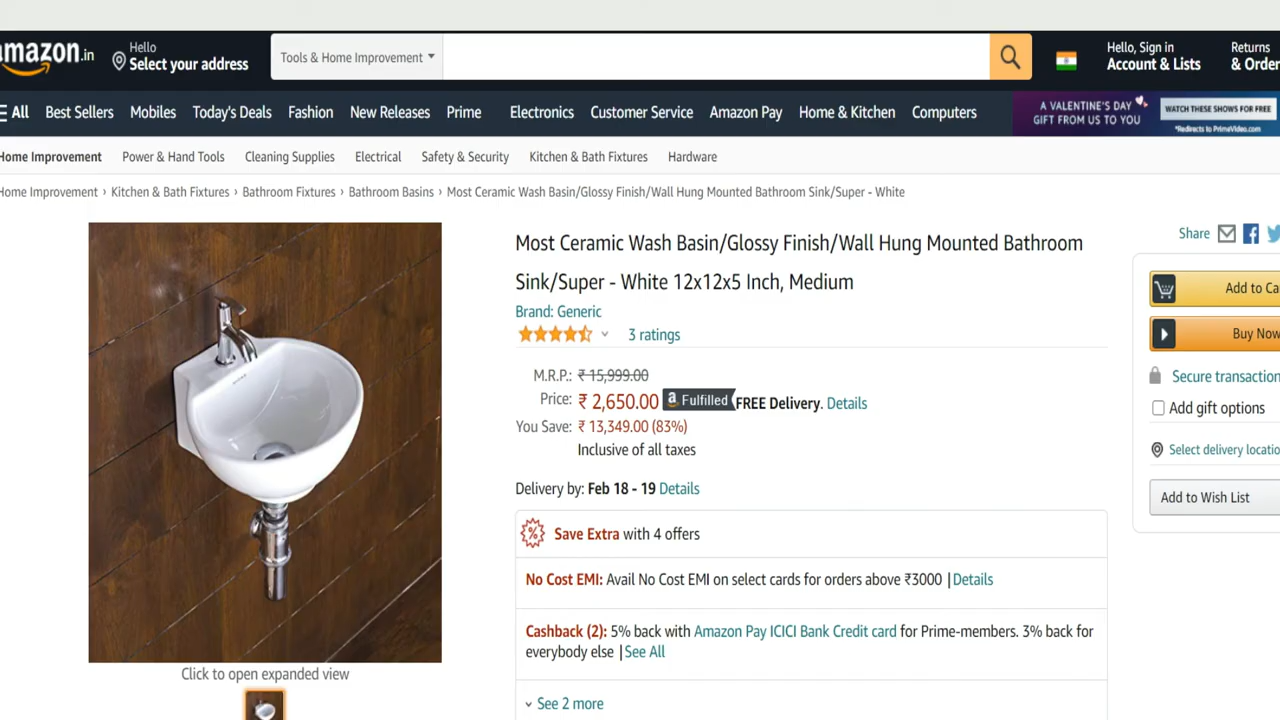 amazon.in
Hello
Select your address
Tools & Home Improvement
Hello, Sign in
Account & Lists
Returns
& Order
All Best Sellers Mobiles Today's Deals Fashion New Releases Prime Electronics Customer Service Amazon Pay Home & Kitchen Computers
A VALENTINE'S DAY
GIFT FROM US TO YOU
WATCH THESE SHOWS FOR FREE
*Redirects to PrimeVideo.com
Home Improvement Power & Hand Tools Cleaning Supplies Electrical Safety & Security Kitchen & Bath Fixtures Hardware
Home Improvement › Kitchen & Bath Fixtures › Bathroom Fixtures › Bathroom Basins › Most Ceramic Wash Basin/Glossy Finish/Wall Hung Mounted Bathroom Sink/Super - White
Most Ceramic Wash Basin/Glossy Finish/Wall Hung Mounted Bathroom
Sink/Super - White 12x12x5 Inch, Medium
Brand: Generic
3 ratings
M.R.P.: ₹ 15,999.00
Price: ₹ 2,650.00 a Fulfilled FREE Delivery. Details
You Save: ₹ 13,349.00 (83%)
Inclusive of all taxes
Delivery by: Feb 18 - 19 Details
Save Extra with 4 offers
No Cost EMI: Avail No Cost EMI on select cards for orders above ₹3000 | Details
Cashback (2): 5% back with Amazon Pay ICICI Bank Credit card for Prime-members. 3% back for
everybody else | See All
See 2 more
Click to open expanded view
Share
Add to Ca
Buy Now
Secure transaction
Add gift options
Select delivery locatio
Add to Wish List